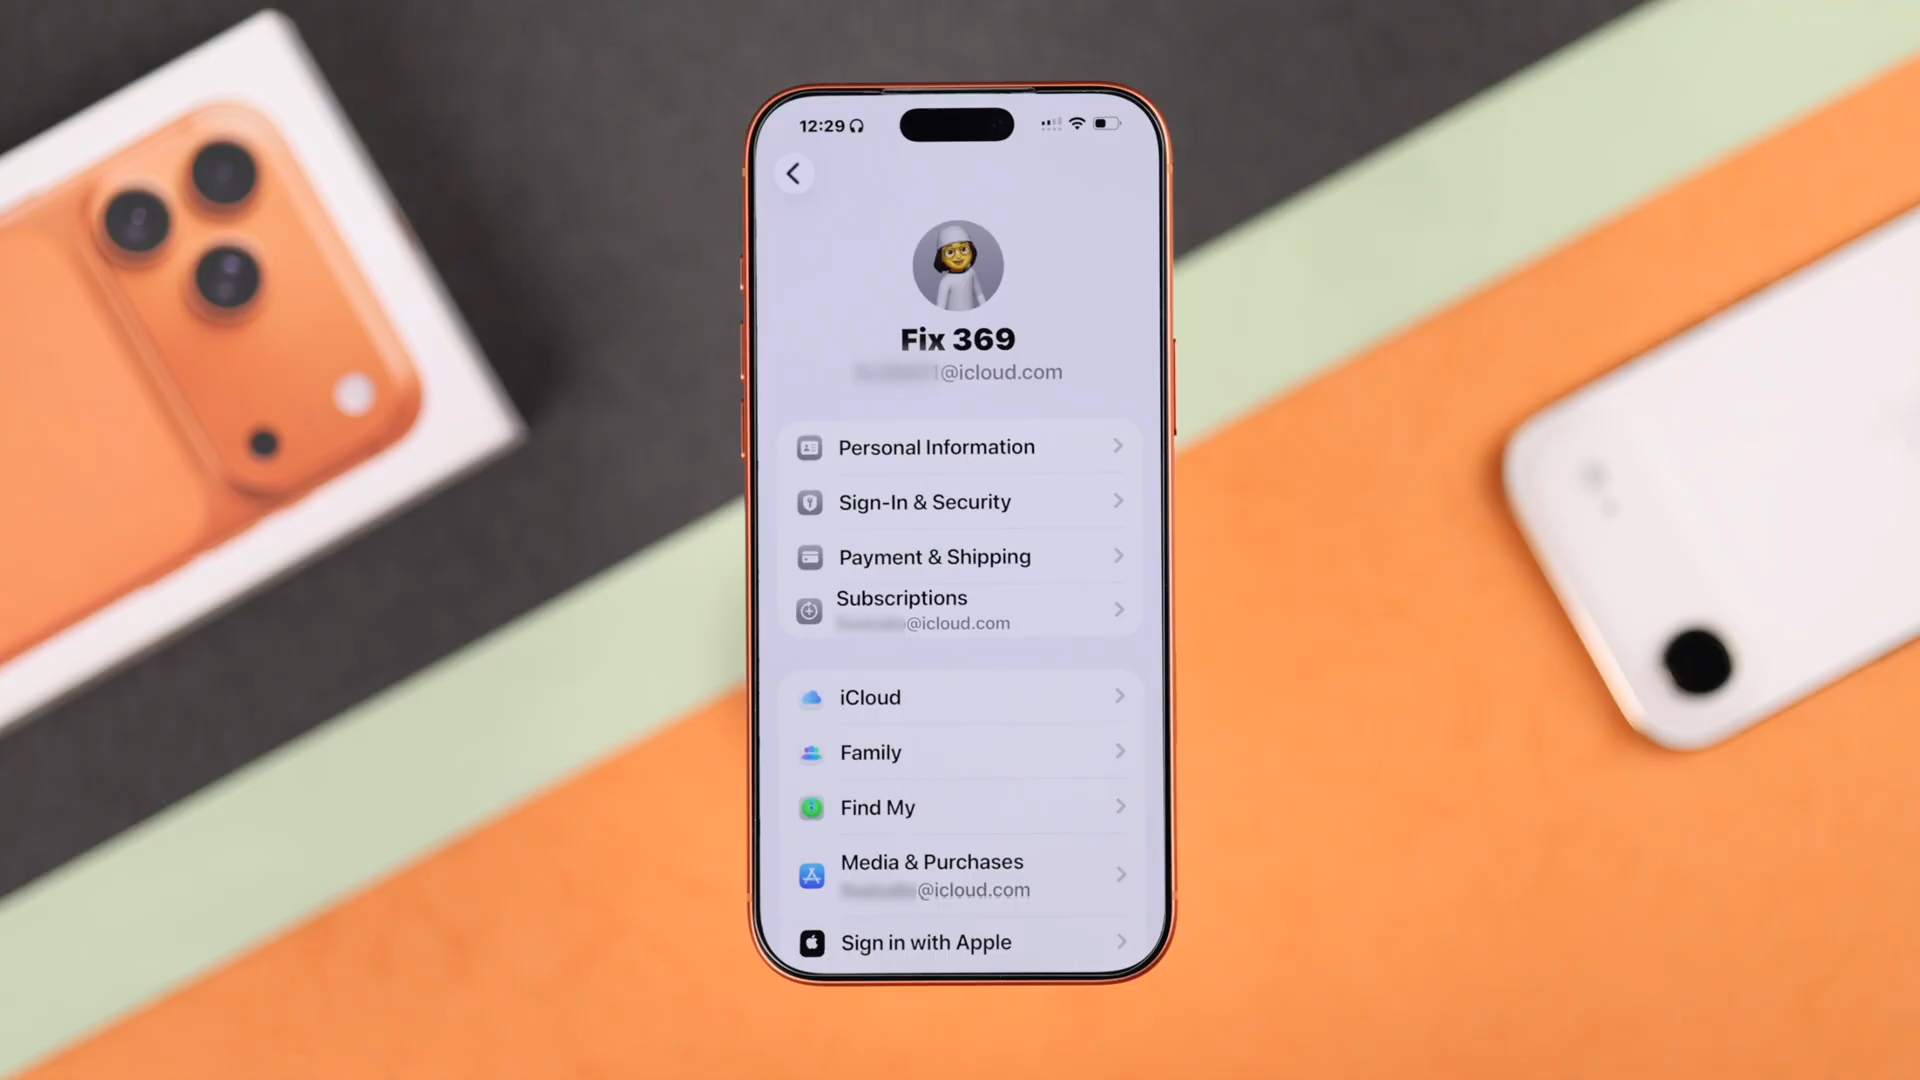 12:29
Fix 369
@icloud.com
Personal Information
Sign-In & Security
Payment & Shipping
Subscriptions
@icloud.com
iCloud
Family
Find My
Media & Purchases
@icloud.com
Sign in with Apple